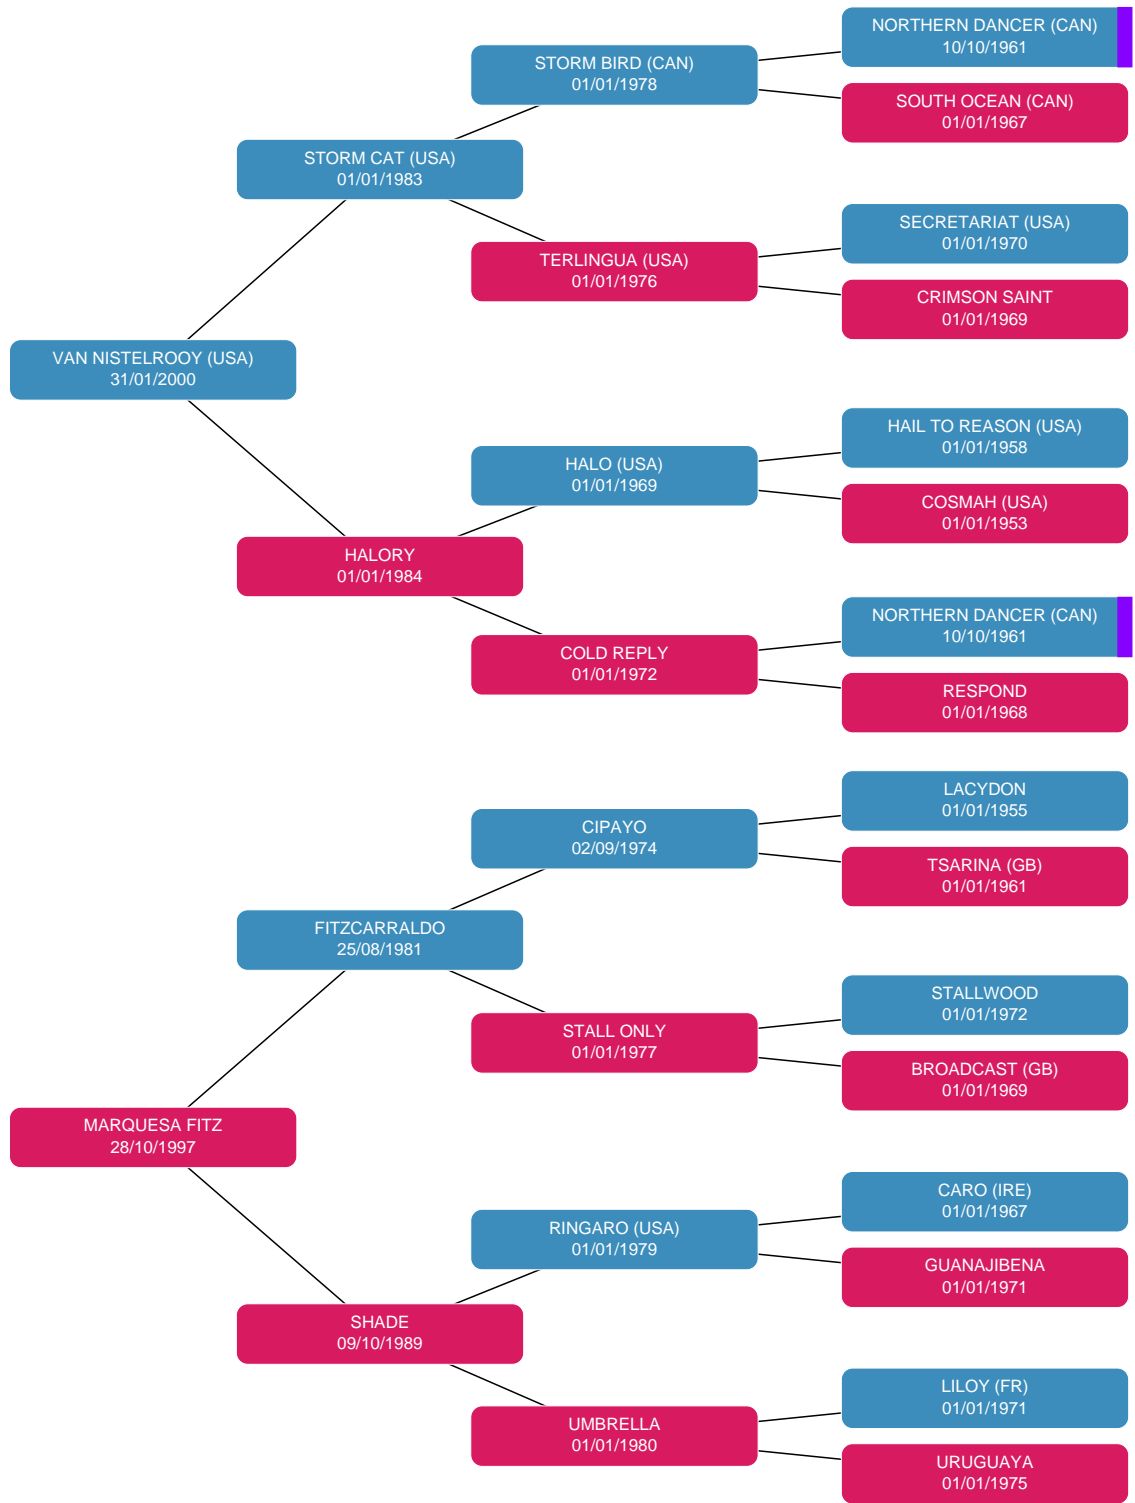 NORTHERN DANCER (CAN)
10/10/1961
STORM BIRD (CAN)
01/01/1978
SOUTH OCEAN (CAN)
01/01/1967
STORM CAT (USA)
01/01/1983
SECRETARIAT (USA)
01/01/1970
TERLINGUA (USA)
01/01/1976
CRIMSON SAINT
01/01/1969
VAN NISTELROOY (USA)
31/01/2000
HAIL TO REASON (USA)
01/01/1958
HALO (USA)
01/01/1969
COSMAH (USA)
01/01/1953
HALORY
01/01/1984
NORTHERN DANCER (CAN)
10/10/1961
COLD REPLY
01/01/1972
RESPOND
01/01/1968
LACYDON
01/01/1955
CIPAYO
02/09/1974
TSARINA (GB)
01/01/1961
FITZCARRALDO
25/08/1981
STALLWOOD
01/01/1972
STALL ONLY
01/01/1977
BROADCAST (GB)
01/01/1969
MARQUESA FITZ
28/10/1997
CARO (IRE)
01/01/1967
RINGARO (USA)
01/01/1979
GUANAJIBENA
01/01/1971
SHADE
09/10/1989
LILOY (FR)
01/01/1971
UMBRELLA
01/01/1980
URUGUAYA
01/01/1975